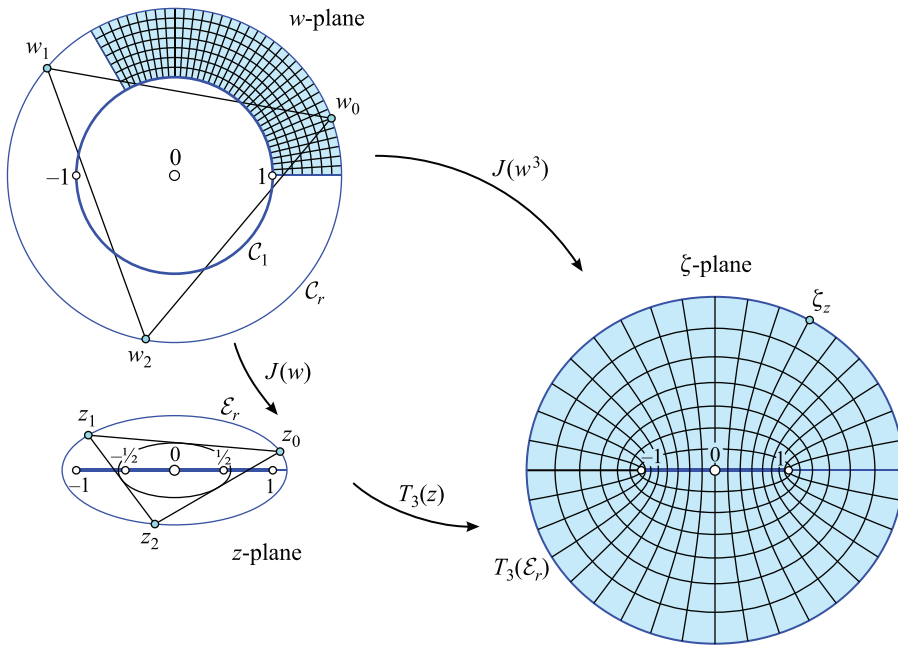 w-plane
w₁
w₀
0
–1
1
J(w³)
𝒞₁
𝒞ᵣ
ζ-plane
ζ_z
w₂
J(w)
z₁
ℰᵣ
z₀
–½
0
½
–1
1
–1
0
1
T₃(z)
z₂
z-plane
T₃(ℰᵣ)